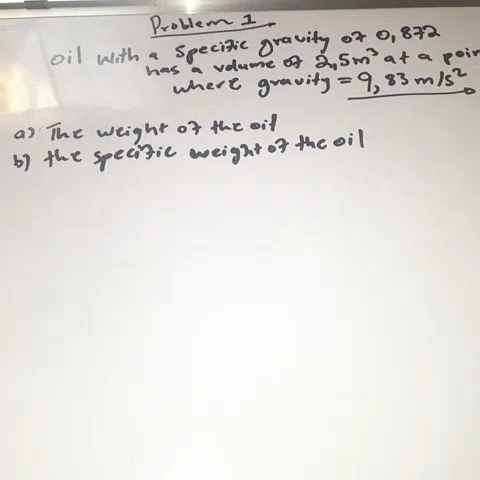 Problem 1
oil with a specific gravity of 0,872
has a volume of 2,5m³ at a poin
where gravity = 9,83 m/s²
a) The weight of the oil
b) the specific weight of the oil